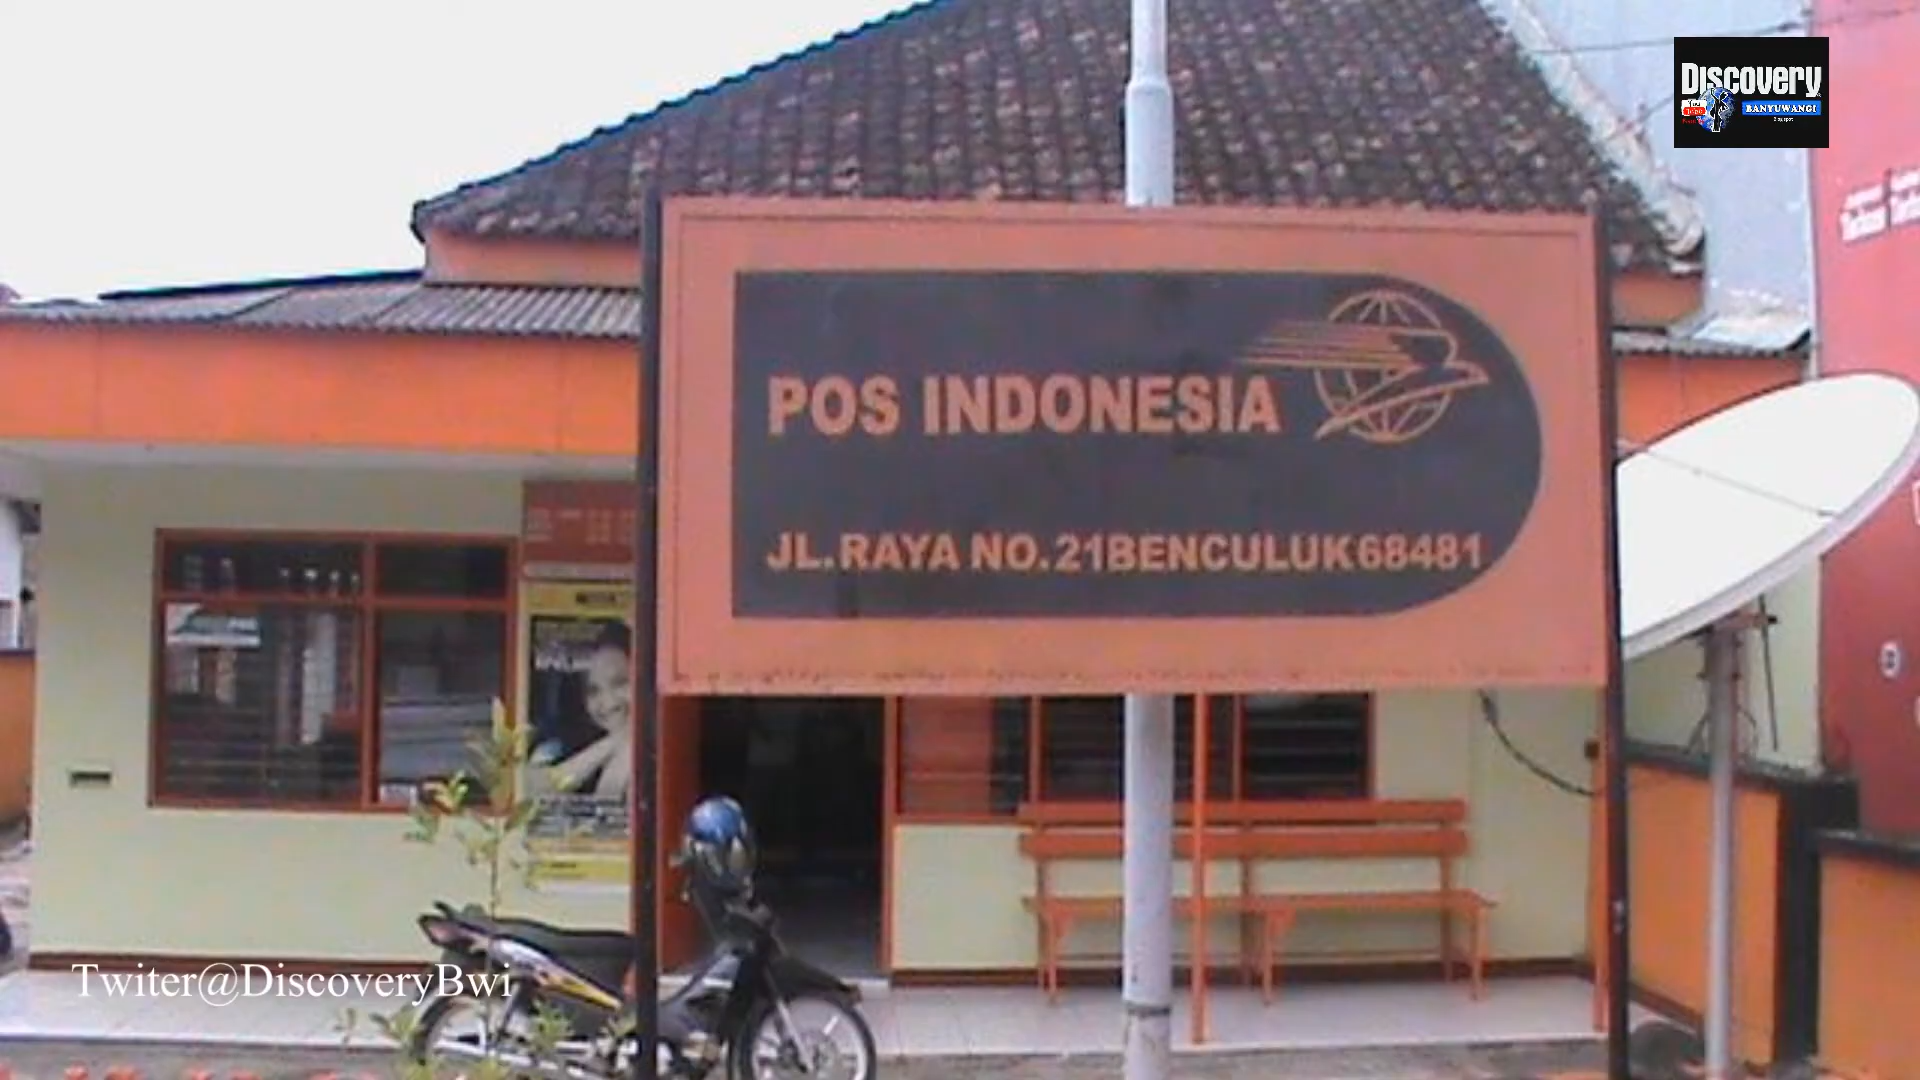 Discovery
BANYUWANGI
POS INDONESIA
JL.RAYA NO.21BENCULUK68481
Twiter@DiscoveryBwi